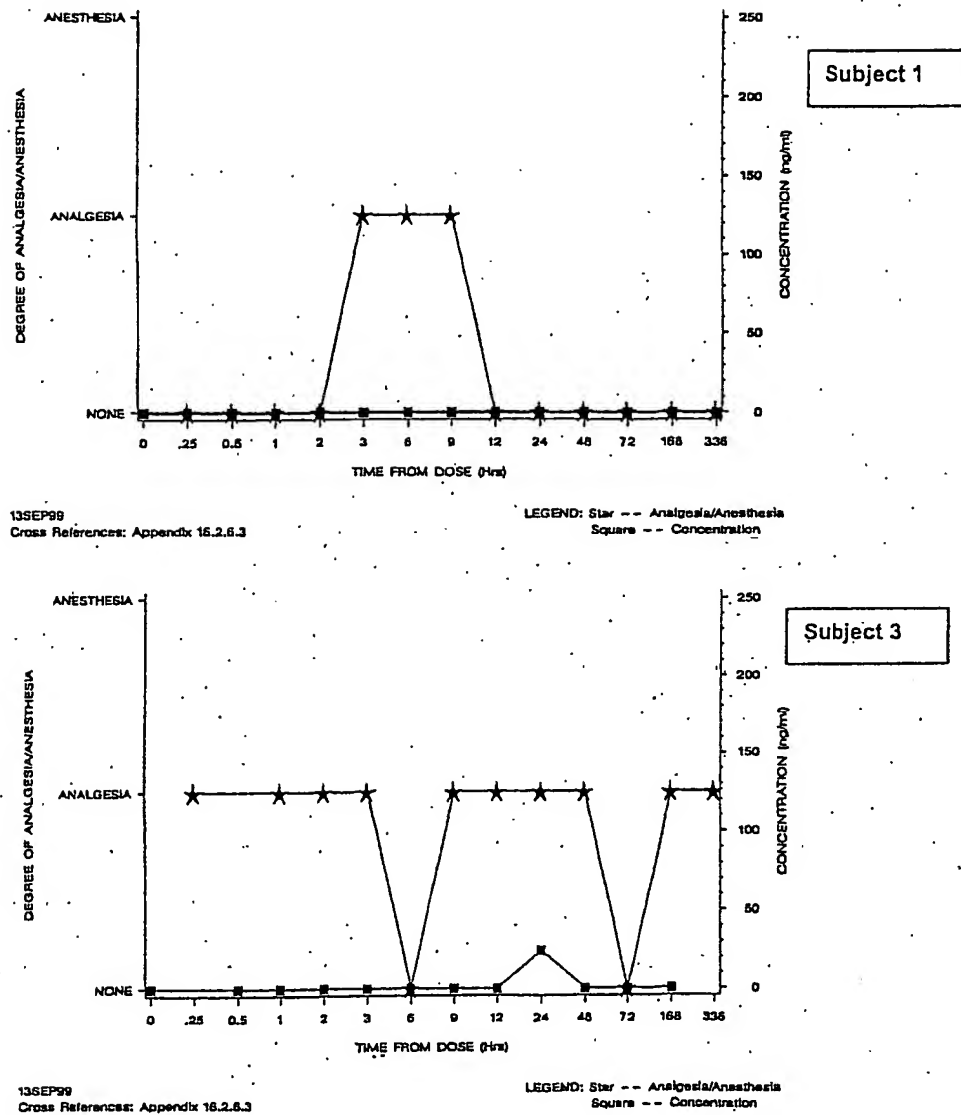 ANESTHESIA
ANALGESIA
NONE
DEGREE OF ANALGESIA/ANESTHESIA
250
200
150
100
50
0
CONCENTRATION (ng/ml)
Subject 1
0 .25 0.5 1 2 3 6 9 12 24 48 72 168 336
TIME FROM DOSE (Hrs)
13SEP99
Cross References: Appendix 16.2.6.3
LEGEND: Star -- Analgesia/Anesthesia
Square -- Concentration
ANESTHESIA
ANALGESIA
NONE
DEGREE OF ANALGESIA/ANESTHESIA
250
200
150
100
50
0
CONCENTRATION (ng/ml)
Subject 3
0 .25 0.5 1 2 3 6 9 12 24 48 72 168 336
TIME FROM DOSE (Hrs)
13SEP99
Cross References: Appendix 16.2.6.3
LEGEND: Star -- Analgesia/Anesthesia
Square -- Concentration